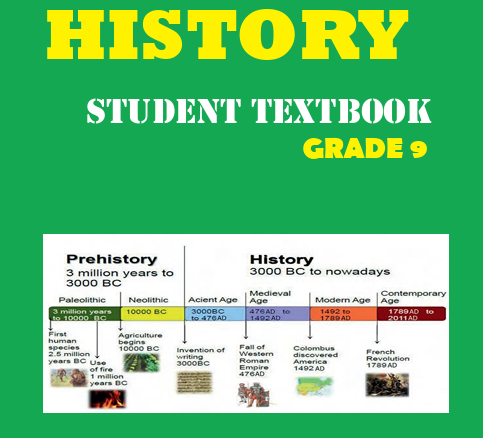 HISTORY
STUDENT TEXTBOOK
GRADE 9
Prehistory
3 million years to
3000 BC
History
3000 BC to nowadays
Paleolithic
Neolithic
Acient Age
Medieval
Age
Modern Age
Contemporary
Age
3 million years
to 10000 BC
10000 BC
3000BC
to 476AD
476AD to
1492AD
1492 to
1789AD
1789AD to
2011AD
First
human
species
2.5 million
years BC
Use
of fire
1 million
years BC
Agriculture
begins
10000 BC
Invention of
writing
3000BC
Fall of
Western
Roman
Empire
476AD
Colombus
discovered
America
1492 AD
French
Revolution
1789AD